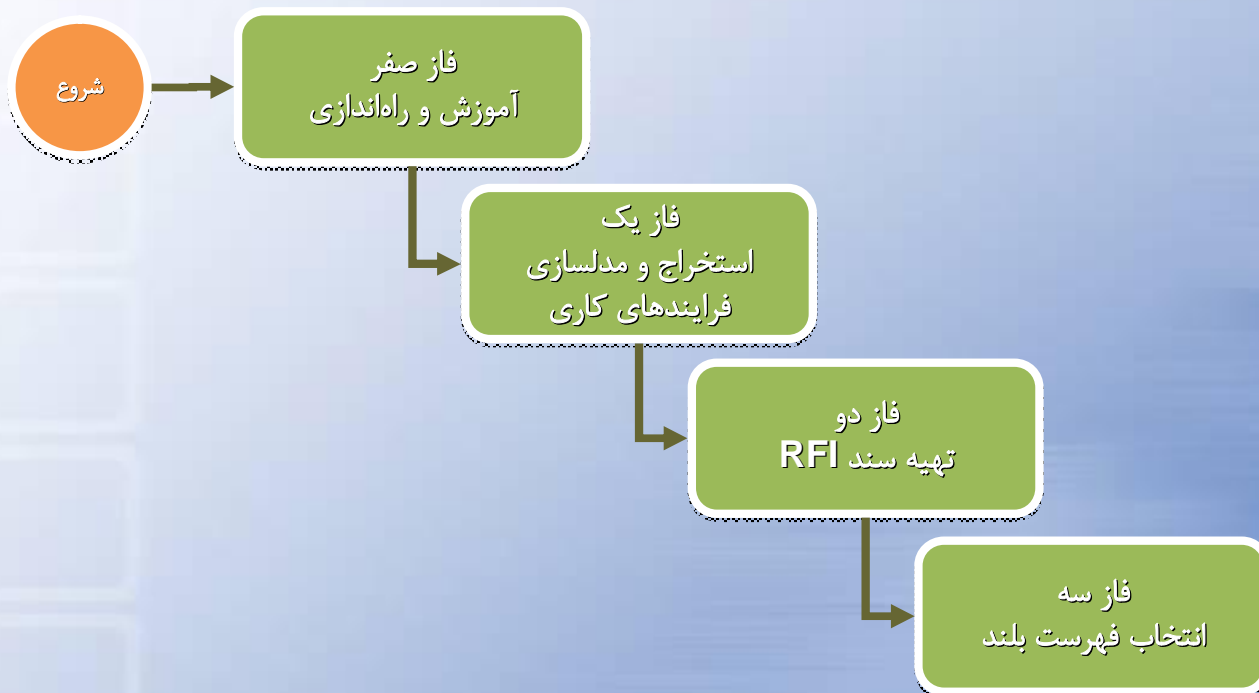 شروع
فاز صفر
آموزش و راه‌اندازی
فاز یک
استخراج و مدلسازی
فرایندهای کاری
فاز دو
تهیه سند RFI
فاز سه
انتخاب فهرست بلند